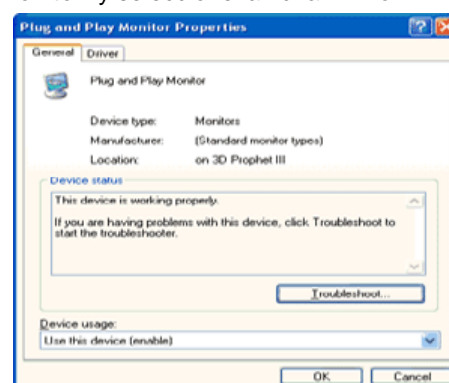 Plug and Play Monitor Properties
General Driver
Plug and Play Monitor
Device type: Monitors
Manufacturer: (Standard monitor types)
Location: on 3D Prophet III
Device status
This device is working properly.
If you are having problems with this device, click Troubleshoot to
start the troubleshooter.
Troubleshoot...
Device usage:
Use this device (enable)
OK Cancel